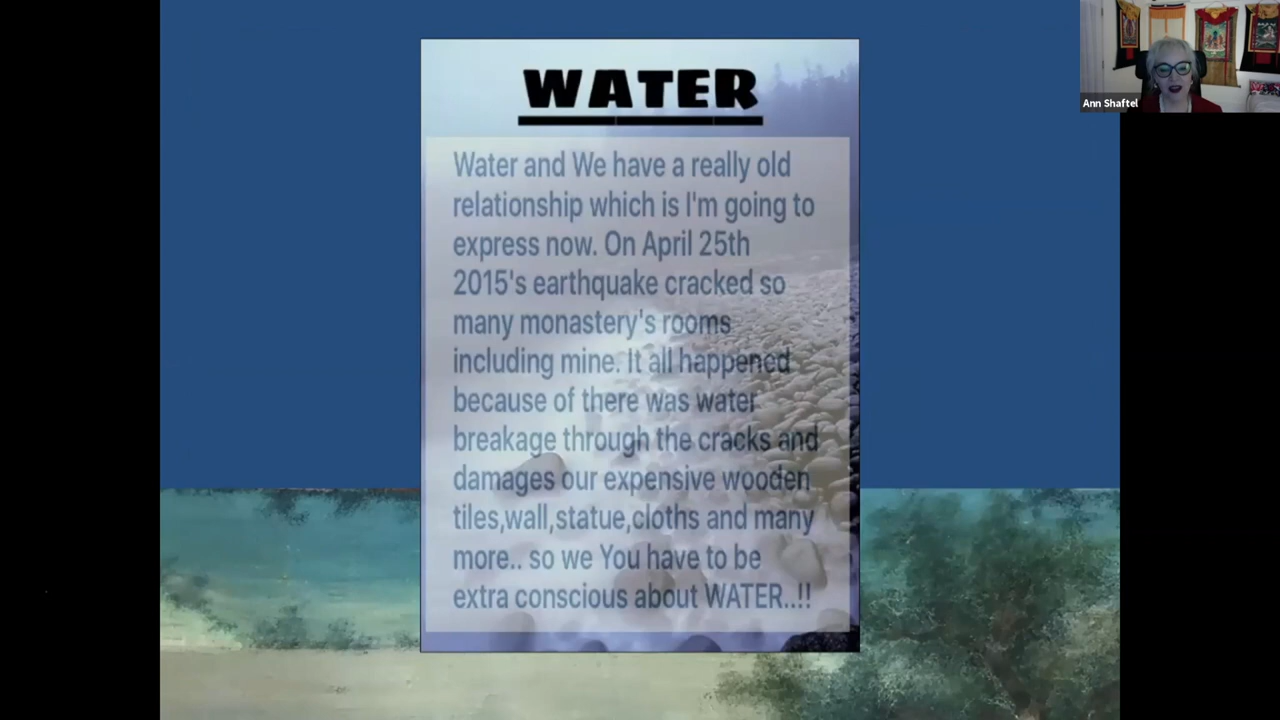 WATER
Ann Shaftel
Water and We have a really old
relationship which is I'm going to
express now. On April 25th
2015's earthquake cracked so
many monastery's rooms
including mine. It all happened
because of there was water
breakage through the cracks and
damages our expensive wooden
tiles,wall,statue,cloths and many
more.. so we You have to be
extra conscious about WATER..!!